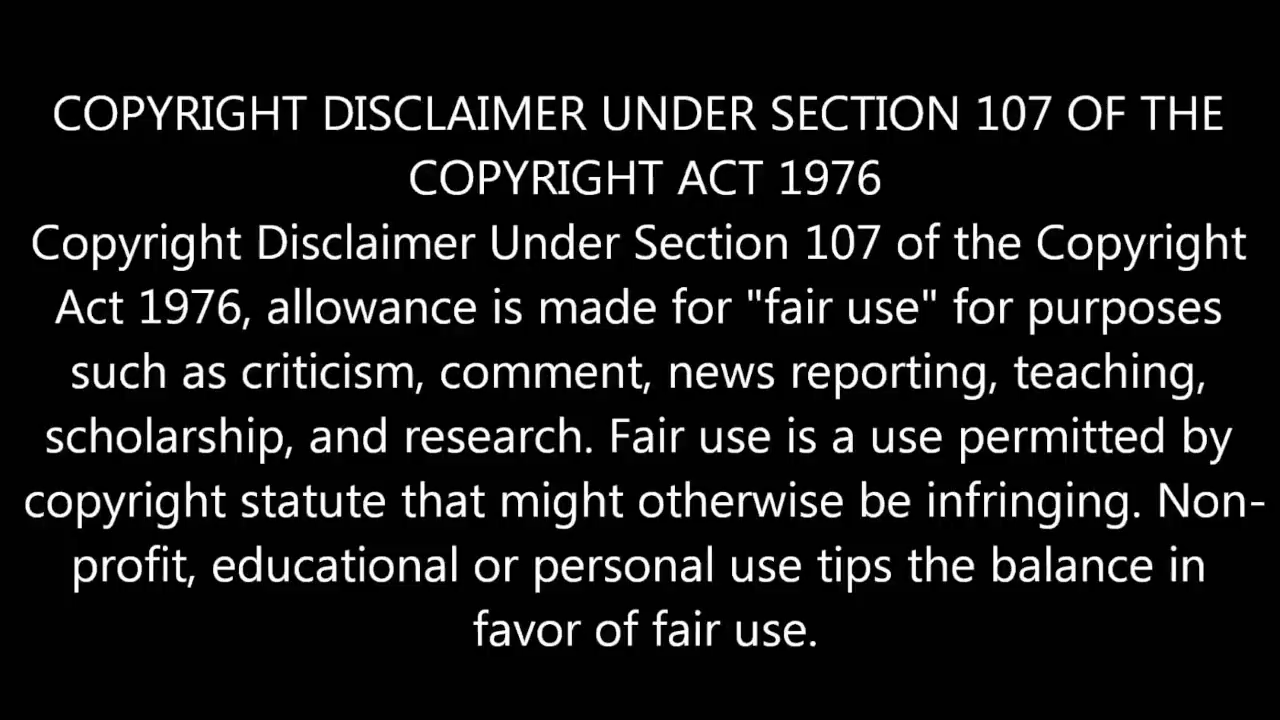 COPYRIGHT DISCLAIMER UNDER SECTION 107 OF THE
COPYRIGHT ACT 1976
Copyright Disclaimer Under Section 107 of the Copyright
Act 1976, allowance is made for "fair use" for purposes
such as criticism, comment, news reporting, teaching,
scholarship, and research. Fair use is a use permitted by
copyright statute that might otherwise be infringing. Non-
profit, educational or personal use tips the balance in
favor of fair use.